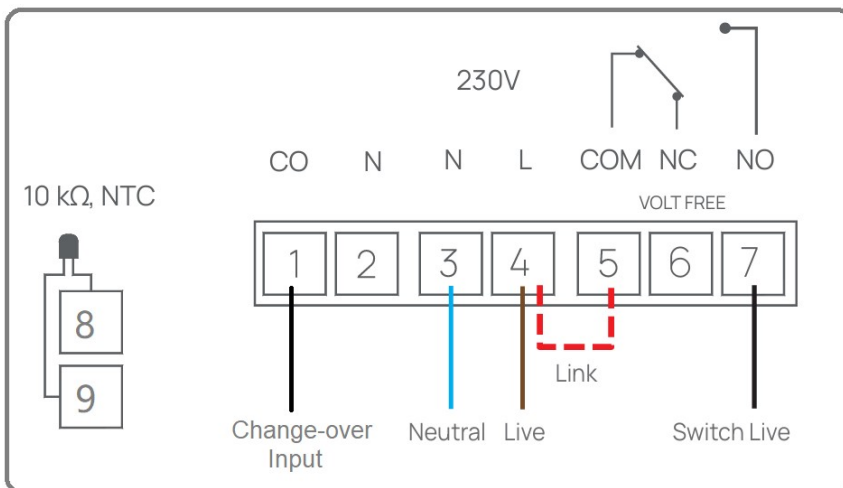 230V
CO N N L COM NC NO
10 kΩ, NTC
VOLT FREE
1 2 3 4 5 6 7
8
9
Link
Change-over Neutral Live Switch Live
Input